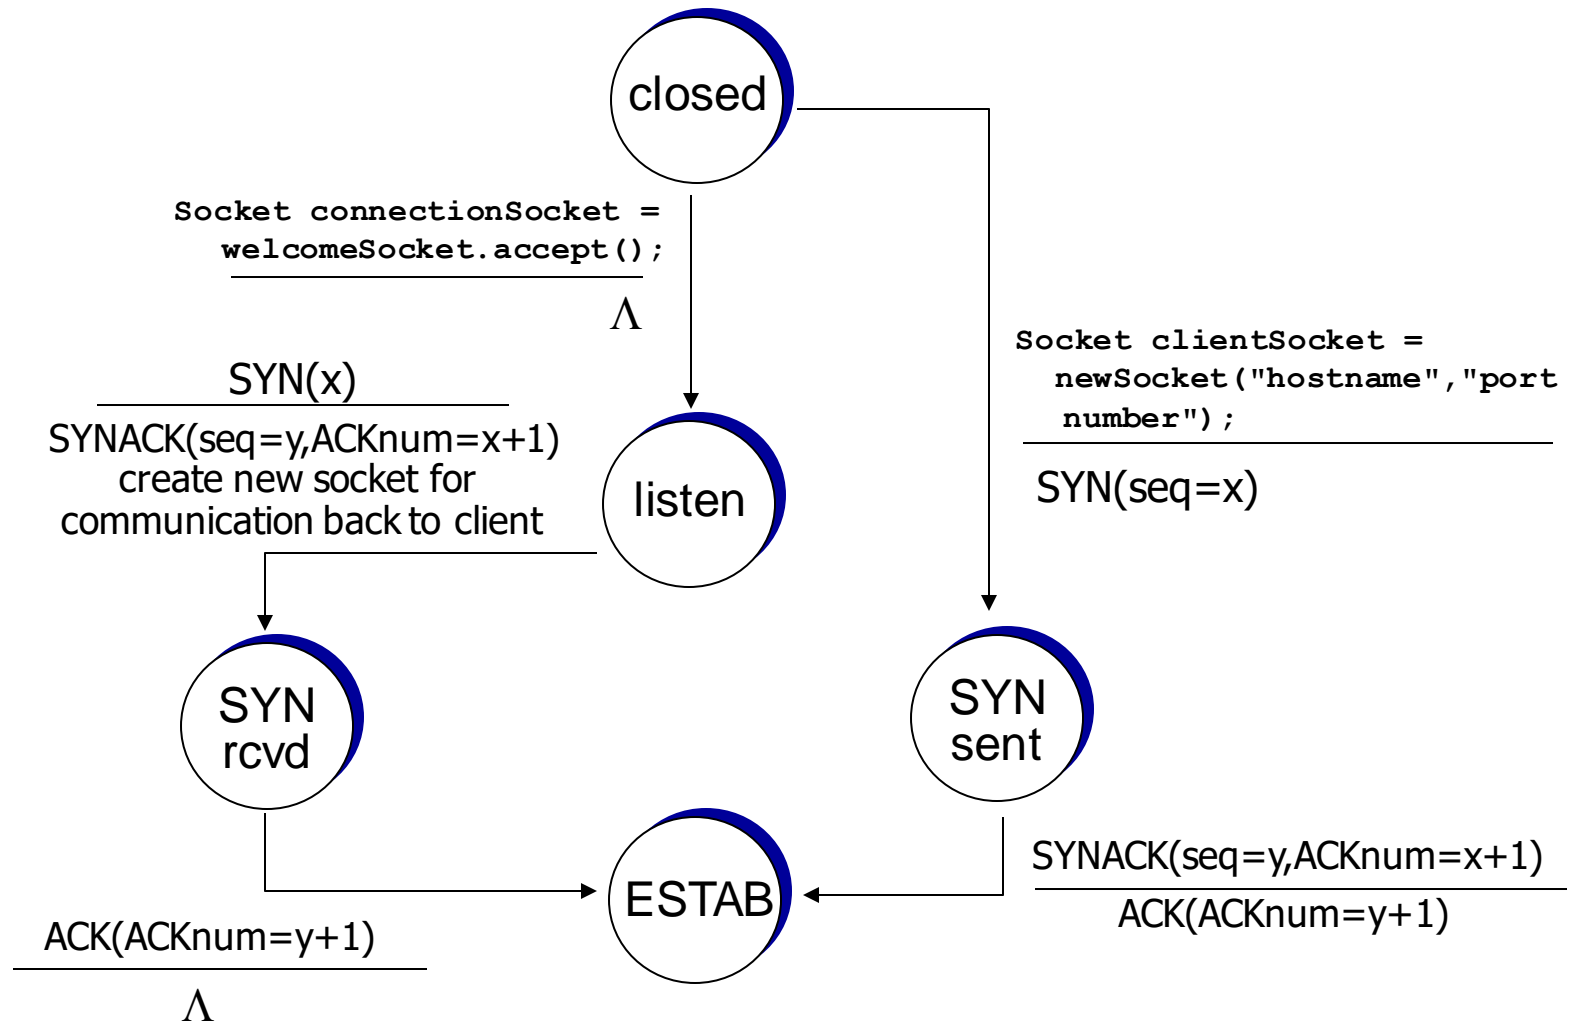 closed
Socket connectionSocket =
welcomeSocket.accept();
Λ
Socket clientSocket =
newSocket("hostname","port
number");
SYN(seq=x)
SYN(x)
SYNACK(seq=y,ACKnum=x+1)
create new socket for
communication back to client
listen
SYN
rcvd
SYN
sent
ESTAB
SYNACK(seq=y,ACKnum=x+1)
ACK(ACKnum=y+1)
ACK(ACKnum=y+1)
Λ